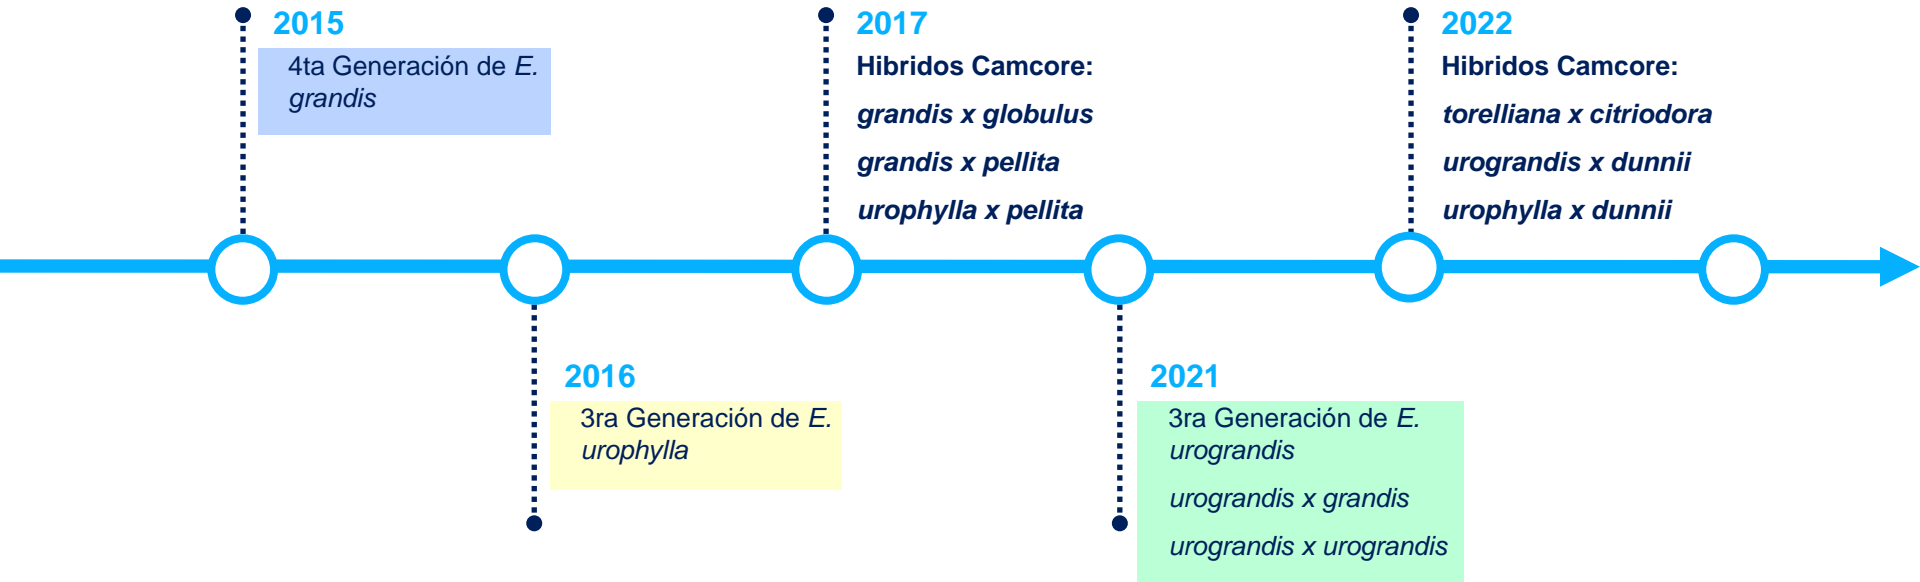 2015
4ta Generación de E.
grandis
2016
3ra Generación de E.
urophylla
2017
Hibridos Camcore:
grandis x globulus
grandis x pellita
urophylla x pellita
2021
3ra Generación de E.
urograndis
urograndis x grandis
urograndis x urograndis
2022
Hibridos Camcore:
torelliana x citriodora
urograndis x dunnii
urophylla x dunnii